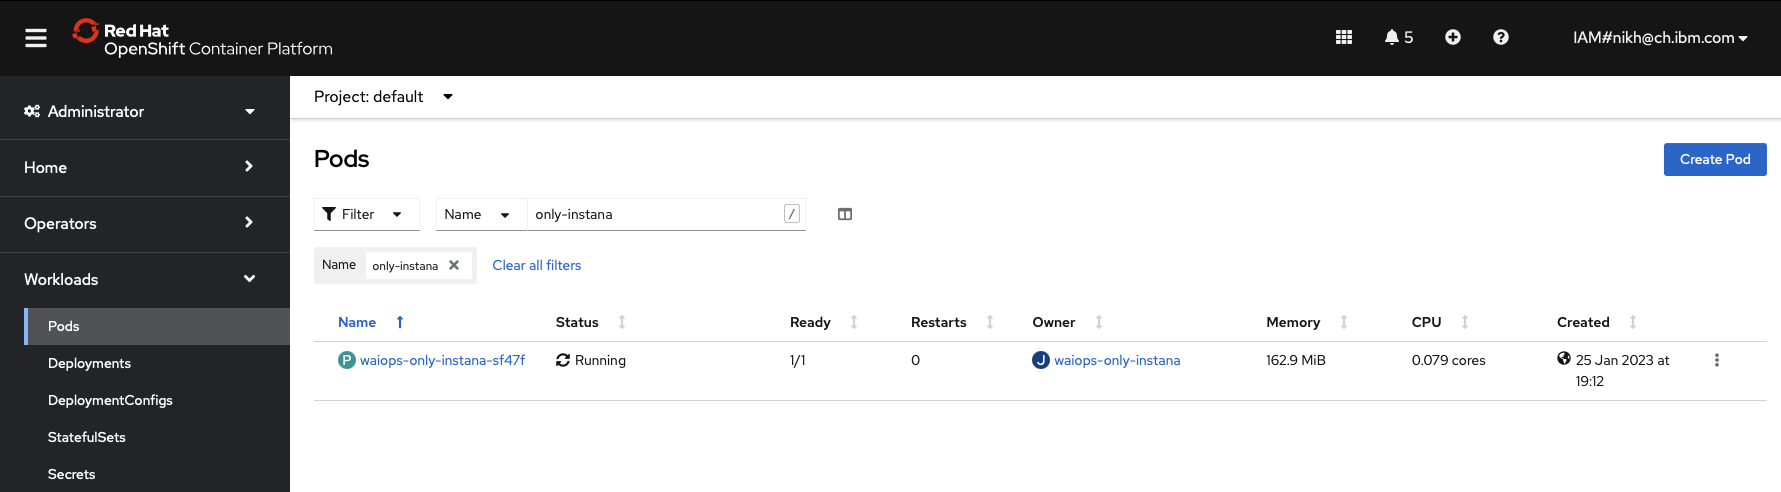 Red Hat
OpenShift Container Platform
5
IAM#nikh@ch.ibm.com
Administrator
Home
Operators
Workloads
Pods
Deployments
DeploymentConfigs
StatefulSets
Secrets
Project: default
Pods
Create Pod
Filter
Name
only-instana
/
Name only-instana
Clear all filters
Name Status Ready Restarts Owner Memory CPU Created
P waiops-only-instana-sf47f Running 1/1 0 J waiops-only-instana 162.9 MiB 0.079 cores 25 Jan 2023 at
19:12